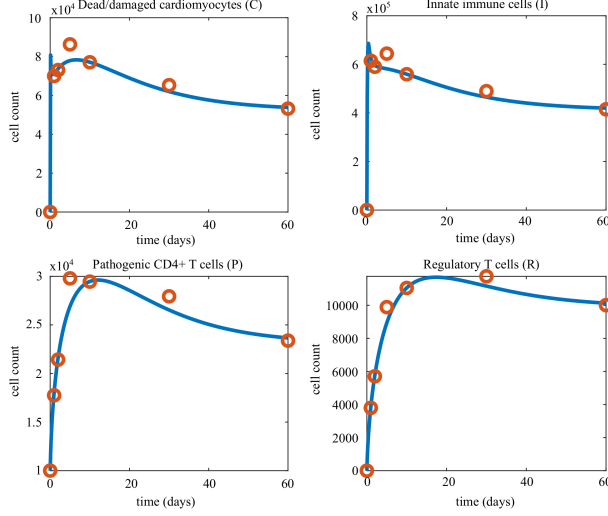 Dead/damaged cardiomyocytes (C)
x10⁴
10
8
6
4
2
0
0 20 40 60
cell count
time (days)
Innate immune cells (I)
x10⁵
8
6
4
2
0
0 20 40 60
cell count
time (days)
Pathogenic CD4+ T cells (P)
x10⁴
3
2.5
2
1.5
1
0 20 40 60
cell count
time (days)
Regulatory T cells (R)
10000
8000
6000
4000
2000
0
0 20 40 60
cell count
time (days)